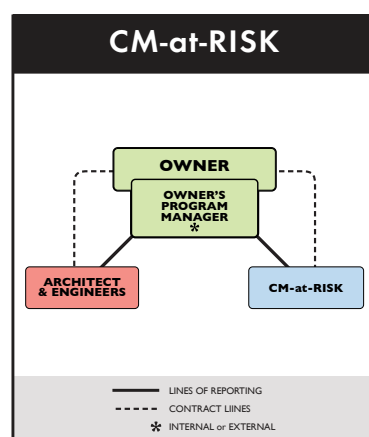 CM-at-RISK
OWNER
OWNER'S
PROGRAM
MANAGER
*
ARCHITECT
& ENGINEERS
CM-at-RISK
LINES OF REPORTING
CONTRACT LIINES
* INTERNAL or EXTERNAL